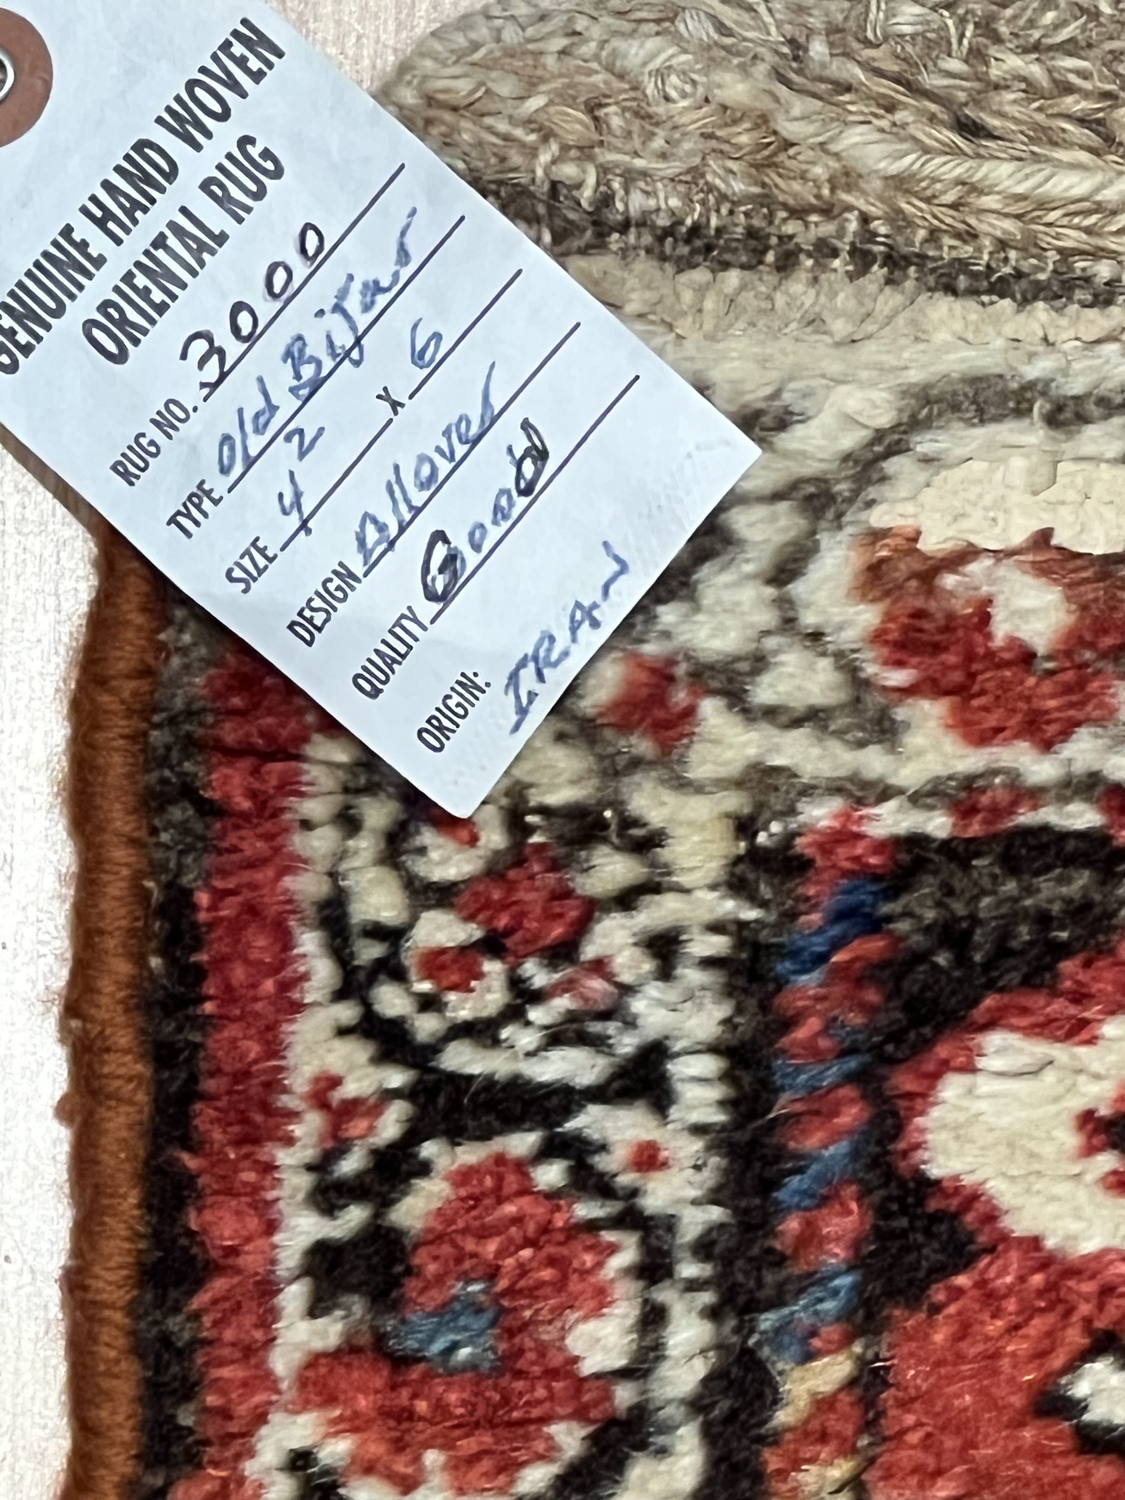 GENUINE HAND WOVEN
ORIENTAL RUG
RUG NO. 3000
TYPE Old Bijar
SIZE 4 2 X 6
DESIGN Allover
QUALITY Good
ORIGIN: IRAN